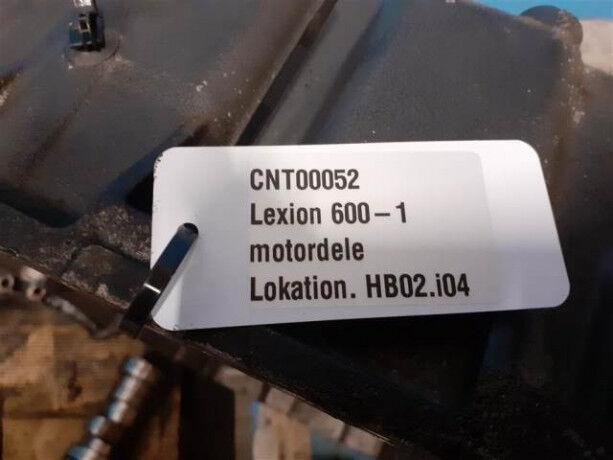 CNT00052
Lexion 600-1
motordele
Lokation. HB02.i04